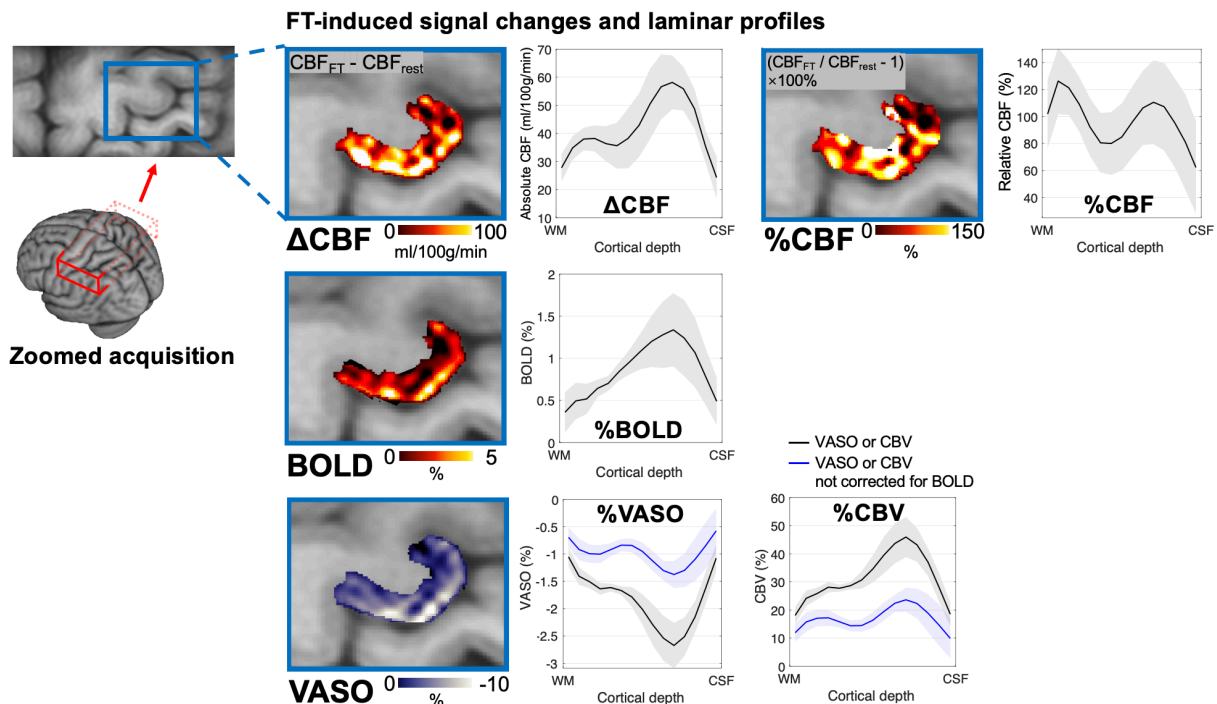 FT-induced signal changes and laminar profiles
CBF_FT - CBF_rest
0 100
ΔCBF
ml/100g/min
Absolute CBF (ml/100g/min)
70
60
50
40
30
20
10
ΔCBF
WM CSF
Cortical depth
(CBF_FT / CBF_rest - 1)
×100%
0 150
%CBF
%
Relative CBF (%)
140
120
100
80
60
40
%CBF
WM CSF
Cortical depth
Zoomed acquisition
BOLD
0 5
%
BOLD (%)
2
1.5
1
0.5
0
%BOLD
WM CSF
Cortical depth
VASO or CBV
VASO or CBV
not corrected for BOLD
VASO
0 -10
%
VASO (%)
0
-0.5
-1
-1.5
-2
-2.5
-3
%VASO
WM CSF
Cortical depth
CBV (%)
60
50
40
30
20
10
0
%CBV
WM CSF
Cortical depth